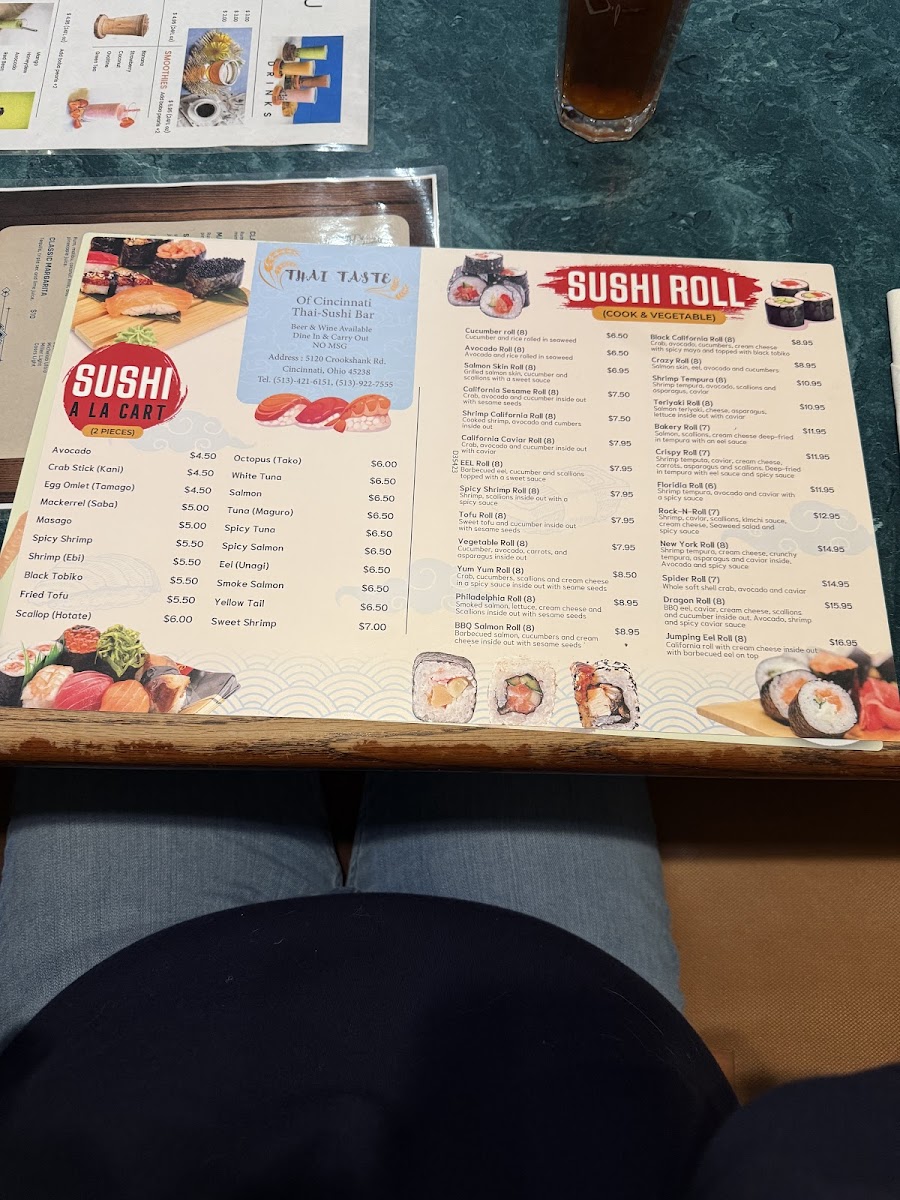 DRINKS
SMOOTHIES
$ 6.95 (24fl oz)
Add boba pearls +2
Banana
Strawberry
Coconut
Green Tea
Mango
Honeydew
Avocado
CLASSIC MARGARITA
$10
THAI TASTE
Of Cincinnati
Thai-Sushi Bar
Beer & Wine Available
Dine In & Carry Out
NO MSG
Address : 5120 Crookshank Rd.
Cincinnati, Ohio 45238
Tel. (513)-421-6151, (513)-922-7555
SUSHI
A LA CART
(2 PIECES)
Avocado $4.50
Crab Stick (Kani) $4.50
Egg Omlet (Tamago) $4.50
Mackerrel (Saba) $5.00
Masago $5.00
Spicy Shrimp $5.50
Shrimp (Ebi) $5.50
Black Tobiko $5.50
Fried Tofu $5.50
Scallop (Hotate) $6.00
Octopus (Tako) $6.00
White Tuna $6.50
Salmon $6.50
Tuna (Maguro) $6.50
Spicy Tuna $6.50
Spicy Salmon $6.50
Eel (Unagi) $6.50
Smoke Salmon $6.50
Yellow Tail $6.50
Sweet Shrimp $7.00
SUSHI ROLL
(COOK & VEGETABLE)
Cucumber roll (8) $6.50
Cucumber and rice rolled in seaweed
Avocado Roll (8) $6.50
Avocado and rice rolled in seaweed
Salmon Skin Roll (8) $6.95
Grilled salmon skin, cucumber and
scallions with a sweet sauce
California Sesame Roll (8) $7.50
Crab, avocado and cucumber inside out
with sesame seeds
Shrimp California Roll (8) $7.50
Cooked shrimp, avocado and cumbers
inside out
California Caviar Roll (8) $7.95
Crab, avocado and cucumber inside out
with caviar
EEL Roll (8) $7.95
Barbecued eel, cucumber and scallions
topped with a sweet sauce
Spicy Shrimp Roll (8) $7.95
Shrimp, scallions inside out with a
spicy sauce
Tofu Roll (8) $7.95
Sweet tofu and cucumber inside out
with sesame seeds
Vegetable Roll (8) $7.95
Cucumber, avocado, carrots, and
asparagus inside out
Yum Yum Roll (8) $8.50
Crab, cucumbers, scallions and cream cheese
in a spicy sauce inside out with seame seeds
Philadelphia Roll (8) $8.95
Smoked salmon, lettuce, cream cheese and
Scallions inside out with sesame seeds
BBQ Salmon Roll (8) $8.95
Barbecued salmon, cucumbers and cream
cheese inside out with sesame seeds
Black California Roll (8) $8.95
Crab, avocado, cucumbers, cream cheese
with spicy mayo and topped with black tobiko
Crazy Roll (8) $8.95
Salmon skin, eel, avocado and cucumbers
Shrimp Tempura (8) $10.95
Shrimp tempura, avocado, scallions and
asparagus, caviar
Teriyaki Roll (8) $10.95
Salmon teriyaki, cheese, asparagus,
lettuce inside out with caviar
Bakery Roll (7) $11.95
Salmon, scallions, cream cheese deep-fried
in tempura with an eel sauce
Crispy Roll (7) $11.95
Shrimp temputa, caviar, cream cheese,
carrots, asparagus and scallions. Deep-fried
in tempura with eel sauce and spicy sauce
Floridla Roll (6) $11.95
Shrimp tempura, avocado and caviar with
a spicy sauce
Rock-N-Roll (7) $12.95
Shrimp, caviar, scallions, kimchi sauce,
cream cheese, Seaweed salad and
spicy sauce
New York Roll (8) $14.95
Shrimp tempura, cream cheese, crunchy
tempura, asparagus and caviar inside,
Avocado and spicy sauce
Spider Roll (7) $14.95
Whole soft shell crab, avocado and caviar
Dragon Roll (8) $15.95
BBQ eel, caviar, cream cheese, scallions
and cucumber inside out, Avocado, shrimp
and spicy caviar sauce
Jumping Eel Roll (8) $16.95
California roll with cream cheese inside out
with barbecued eel on top